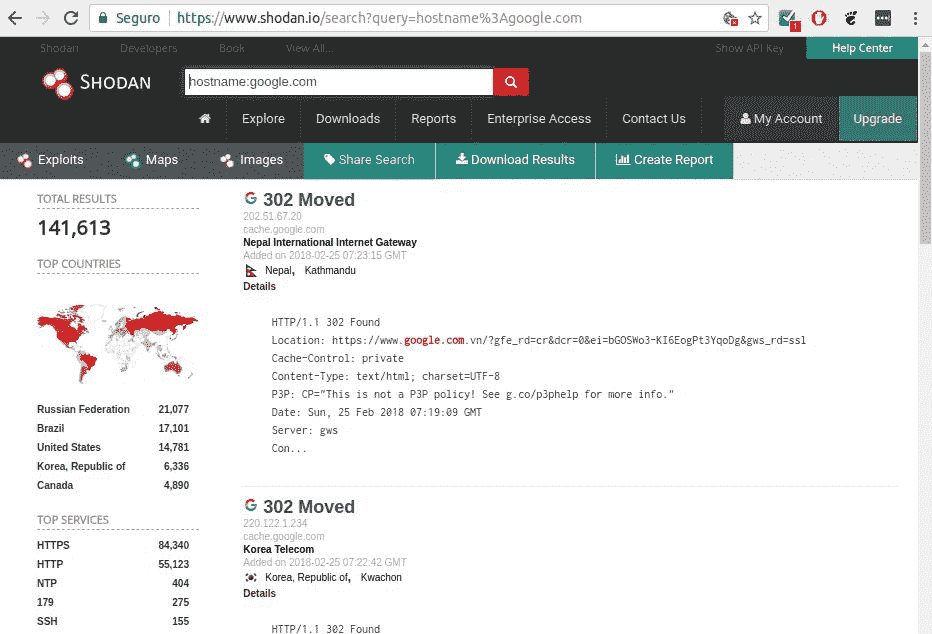 Seguro https://www.shodan.io/search?query=hostname%3Agoogle.com
1
Shodan Developers Book View All... Show API Key Help Center
SHODAN hostname:google.com
Explore Downloads Reports Enterprise Access Contact Us My Account Upgrade
Exploits Maps Images Share Search Download Results Create Report
TOTAL RESULTS
141,613
TOP COUNTRIES
Russian Federation 21,077
Brazil 17,101
United States 14,781
Korea, Republic of 6,336
Canada 4,890
TOP SERVICES
HTTPS 84,340
HTTP 55,123
NTP 404
179 275
SSH 155
302 Moved
202.51.67.20
cache.google.com
Nepal International Internet Gateway
Added on 2018-02-25 07:23:15 GMT
Nepal, Kathmandu
Details
HTTP/1.1 302 Found
Location: https://www.google.com.vn/?gfe_rd=cr&dcr=0&ei=bGOSWo3-KI6EogPt3YqoDg&gws_rd=ssl
Cache-Control: private
Content-Type: text/html; charset=UTF-8
P3P: CP="This is not a P3P policy! See g.co/p3phelp for more info."
Date: Sun, 25 Feb 2018 07:19:09 GMT
Server: gws
Con...
302 Moved
220.122.1.234
cache.google.com
Korea Telecom
Added on 2018-02-25 07:22:42 GMT
Korea, Republic of, Kwachon
Details
HTTP/1.1 302 Found